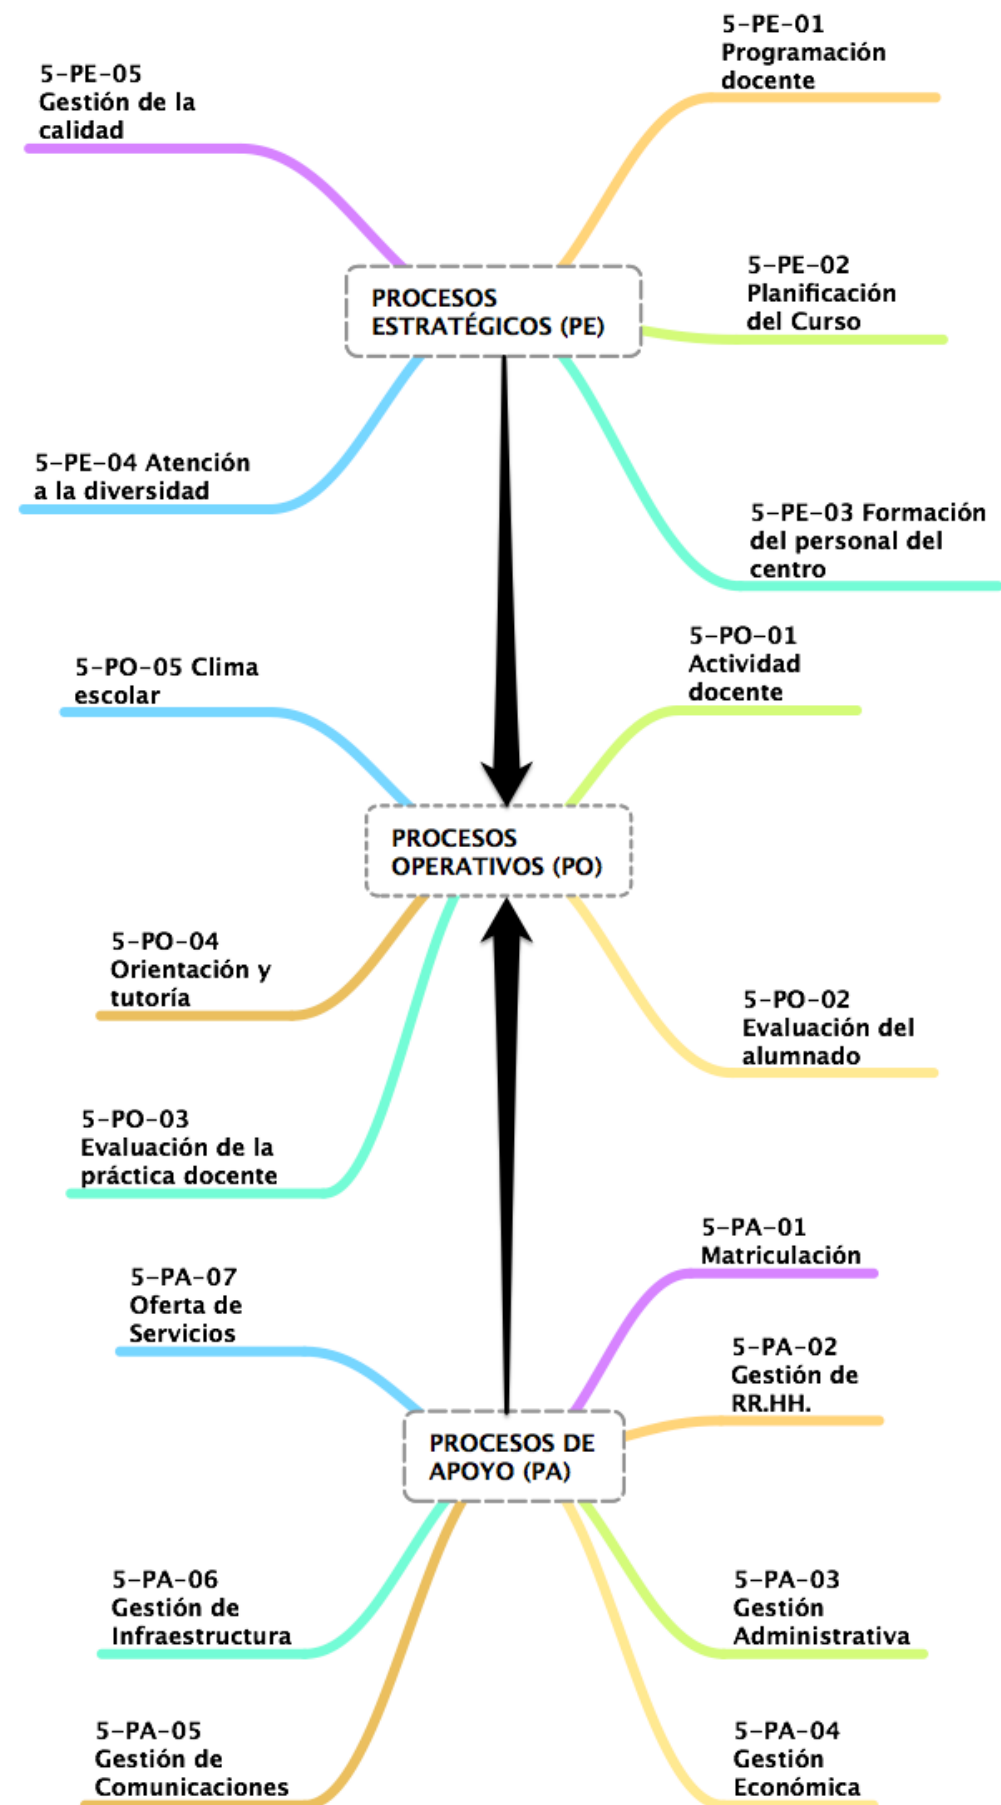 5-PE-01
Programación
docente
5-PE-05
Gestión de la
calidad
5-PE-02
Planificación
del Curso
PROCESOS
ESTRATÉGICOS (PE)
5-PE-04 Atención
a la diversidad
5-PE-03 Formación
del personal del
centro
5-PO-01
Actividad
docente
5-PO-05 Clima
escolar
PROCESOS
OPERATIVOS (PO)
5-PO-04
Orientación y
tutoría
5-PO-02
Evaluación del
alumnado
5-PO-03
Evaluación de la
práctica docente
5-PA-01
Matriculación
5-PA-07
Oferta de
Servicios
5-PA-02
Gestión de
RR.HH.
PROCESOS DE
APOYO (PA)
5-PA-06
Gestión de
Infraestructura
5-PA-03
Gestión
Administrativa
5-PA-05
Gestión de
Comunicaciones
5-PA-04
Gestión
Económica